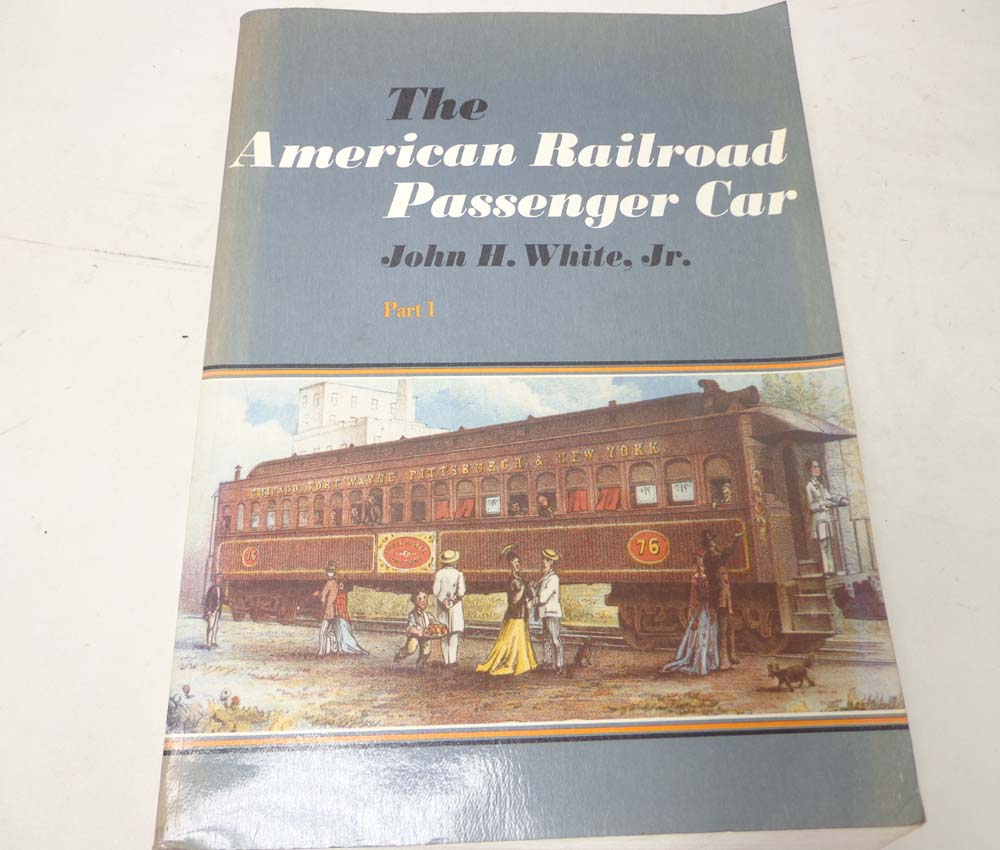 The
American Railroad
Passenger Car
John H. White, Jr.
Part 1
CHICAGO, FORT WAYNE, PITTSBURGH & NEW YORK.
76
76